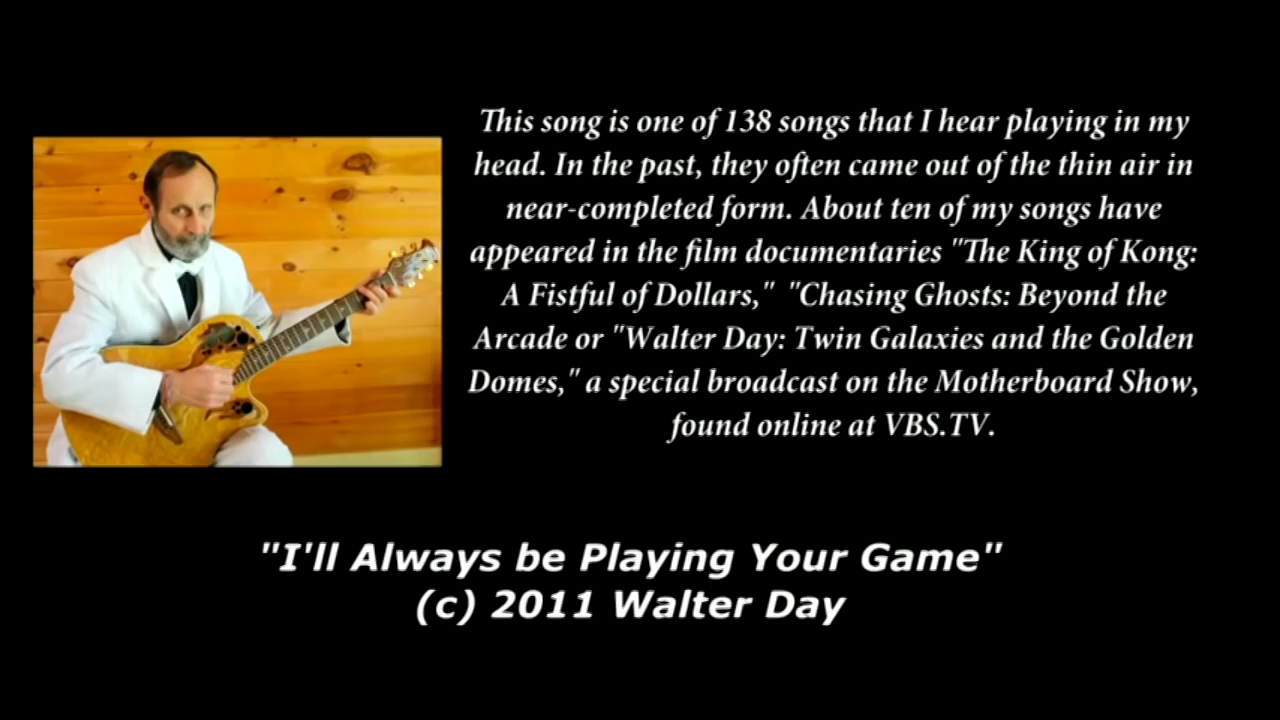 This song is one of 138 songs that I hear playing in my
head. In the past, they often came out of the thin air in
near-completed form. About ten of my songs have
appeared in the film documentaries "The King of Kong:
A Fistful of Dollars," "Chasing Ghosts: Beyond the
Arcade or "Walter Day: Twin Galaxies and the Golden
Domes," a special broadcast on the Motherboard Show,
found online at VBS.TV.
"I'll Always be Playing Your Game"
(c) 2011 Walter Day